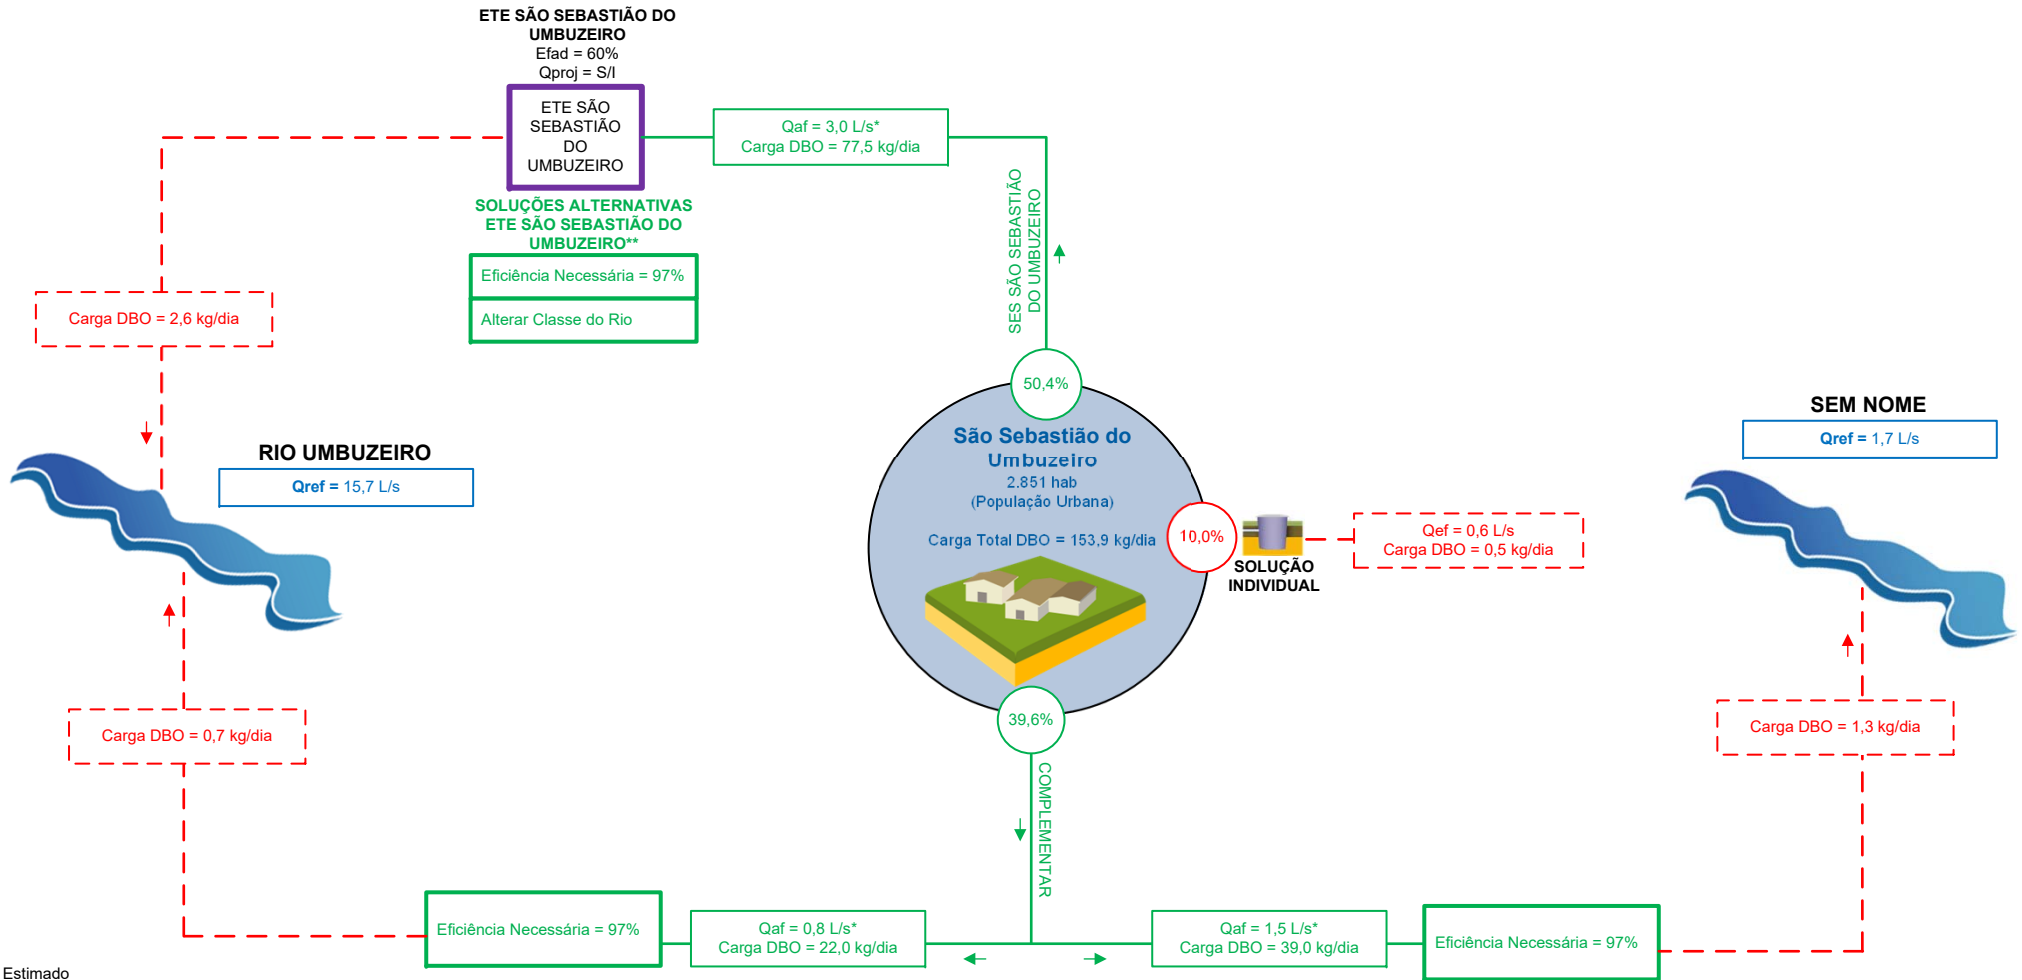 ETE SÃO SEBASTIÃO DO
UMBUZEIRO
Efad = 60%
Qproj = S/I
ETE SÃO
SEBASTIÃO
DO
UMBUZEIRO
Qaf = 3,0 L/s*
Carga DBO = 77,5 kg/dia
SOLUÇÕES ALTERNATIVAS
ETE SÃO SEBASTIÃO DO
UMBUZEIRO**
Eficiência Necessária = 97%
Alterar Classe do Rio
SES SÃO SEBASTIÃO
DO UMBUZEIRO
Carga DBO = 2,6 kg/dia
50,4%
RIO UMBUZEIRO
Qref = 15,7 L/s
São Sebastião do
Umbuzeiro
2.851 hab
(População Urbana)
Carga Total DBO = 153,9 kg/dia
10,0%
SOLUÇÃO
INDIVIDUAL
Qef = 0,6 L/s
Carga DBO = 0,5 kg/dia
SEM NOME
Qref = 1,7 L/s
39,6%
COMPLEMENTAR
Carga DBO = 0,7 kg/dia
Carga DBO = 1,3 kg/dia
Eficiência Necessária = 97%
Qaf = 0,8 L/s*
Carga DBO = 22,0 kg/dia
Qaf = 1,5 L/s*
Carga DBO = 39,0 kg/dia
Eficiência Necessária = 97%
Estimado